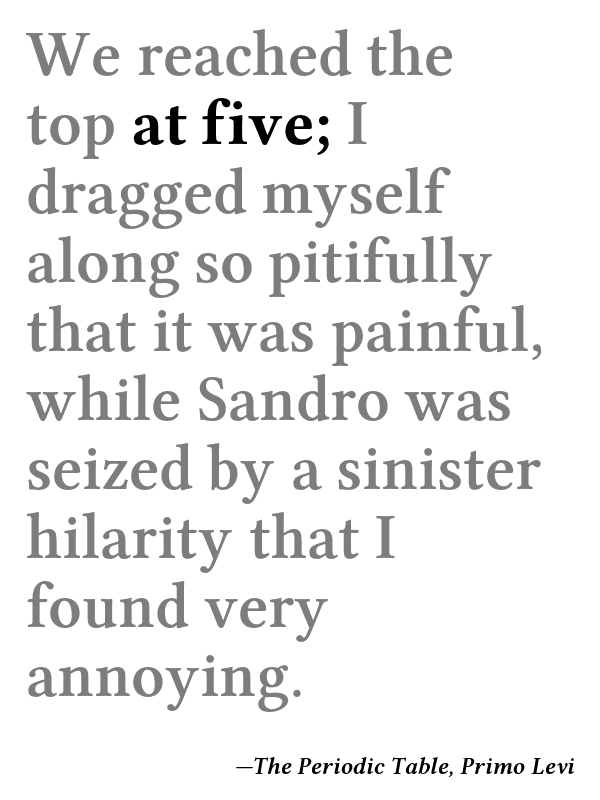 We reached the
top at five; I
dragged myself
along so pitifully
that it was painful,
while Sandro was
seized by a sinister
hilarity that I
found very
annoying.
—The Periodic Table, Primo Levi